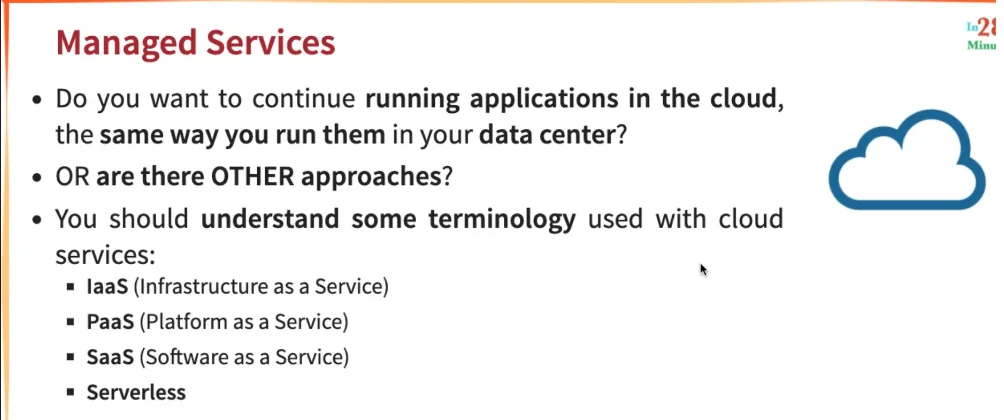 Managed Services
In28
Minu
• Do you want to continue running applications in the cloud,
the same way you run them in your data center?
• OR are there OTHER approaches?
• You should understand some terminology used with cloud
services:
▪ IaaS (Infrastructure as a Service)
▪ PaaS (Platform as a Service)
▪ SaaS (Software as a Service)
▪ Serverless